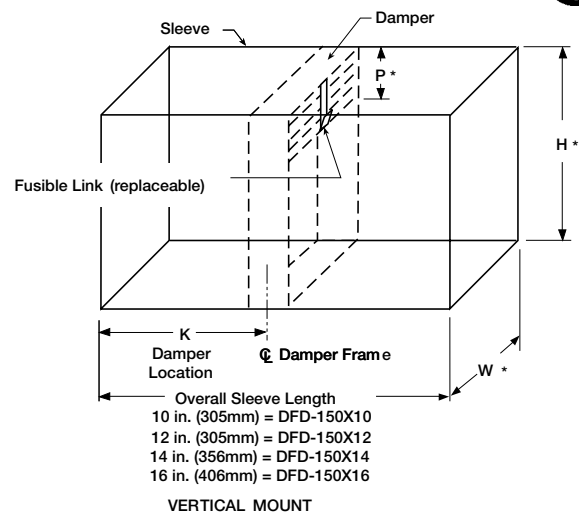 Sleeve
Damper
P *
H *
Fusible Link (replaceable)
K
Damper
Location
℄ Damper Frame
W *
Overall Sleeve Length
10 in. (305mm) = DFD-150X10
12 in. (305mm) = DFD-150X12
14 in. (356mm) = DFD-150X14
16 in. (406mm) = DFD-150X16
VERTICAL MOUNT